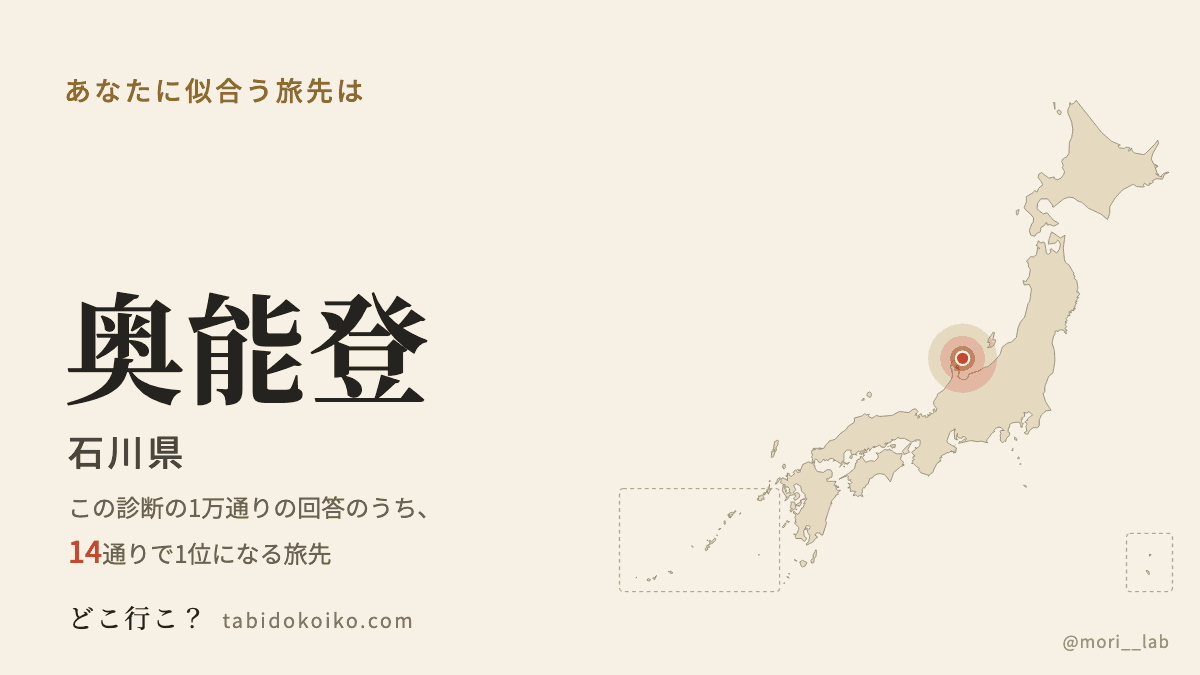 あなたに似合う旅先は
奥能登
石川県
この診断の1万通りの回答のうち、
14通りで1位になる旅先
どこ行こ？ tabidokoiko.com
@mori__lab